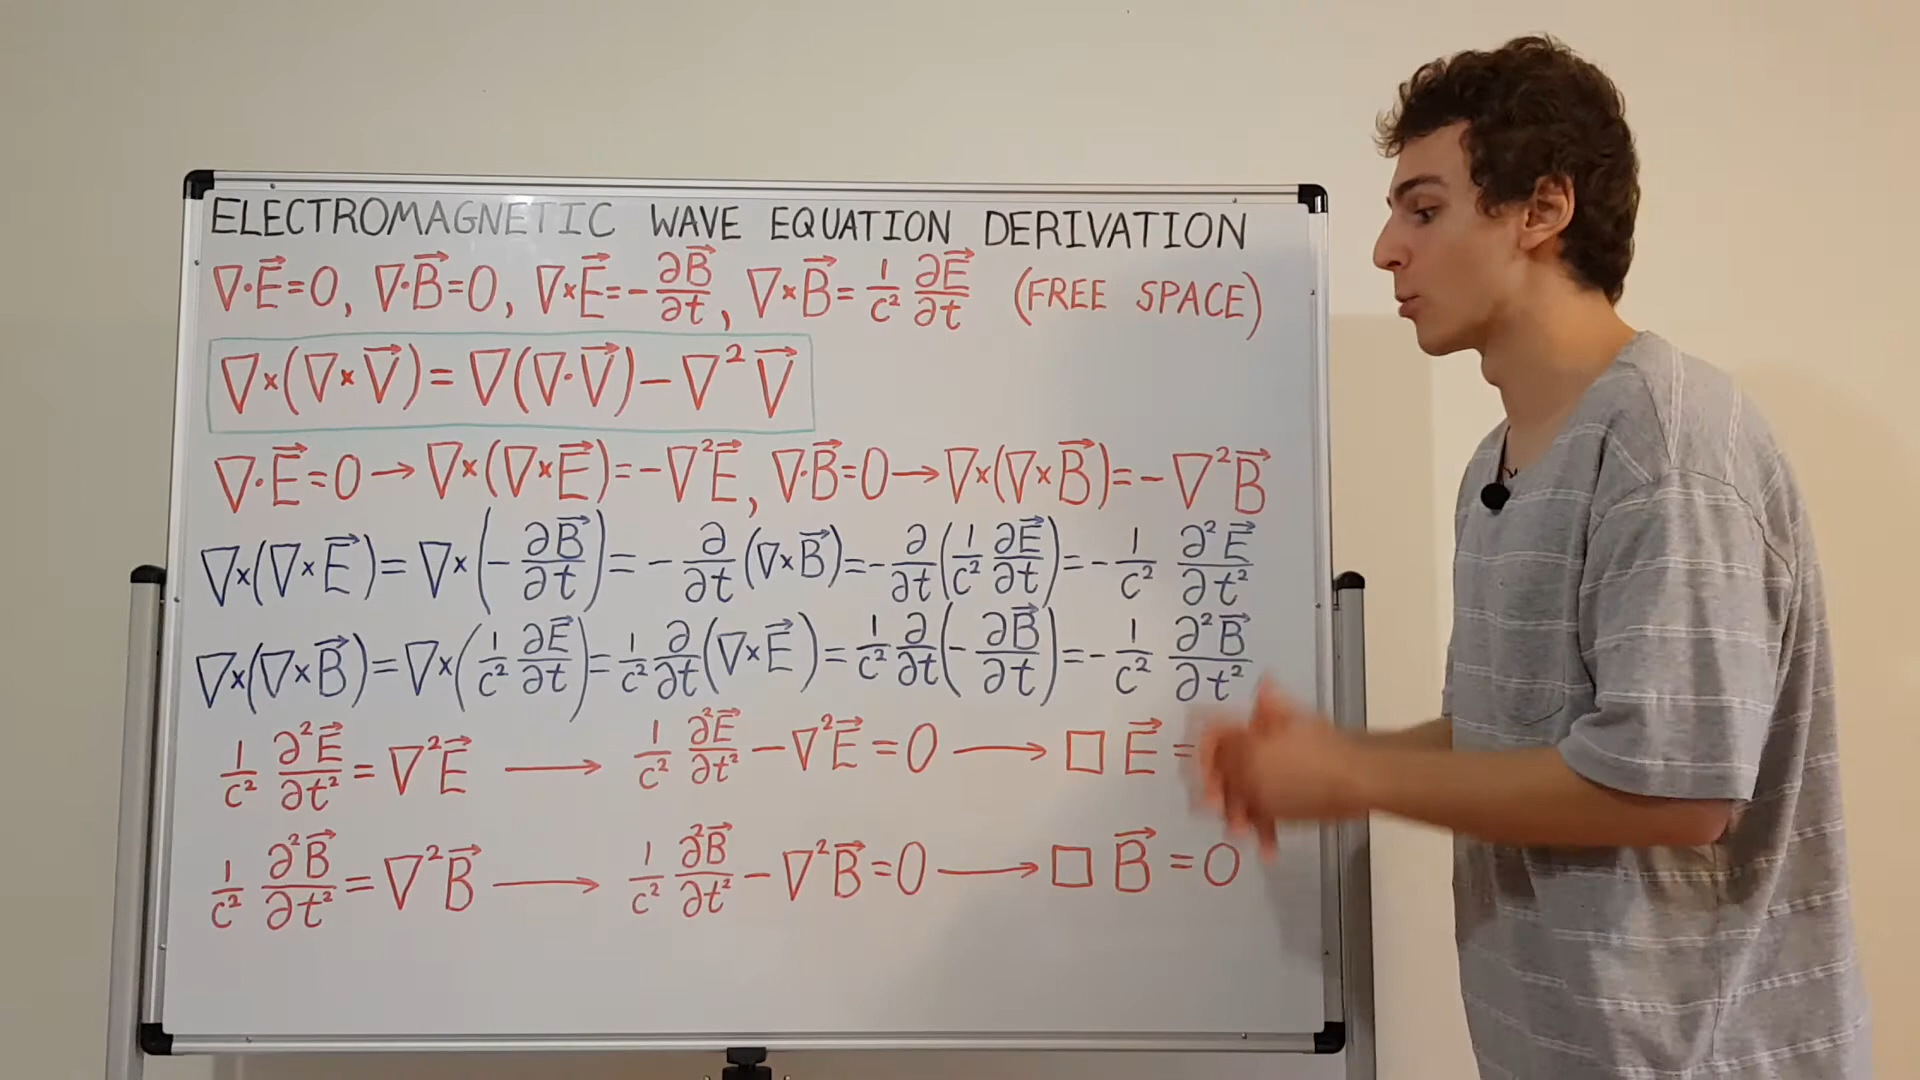 ELECTROMAGNETIC WAVE EQUATION DERIVATION
∇·E⃗=0, ∇·B⃗=0, ∇×E⃗=-∂B⃗/∂t, ∇×B⃗=1/c² ∂E⃗/∂t (FREE SPACE)
∇×(∇×V⃗)=∇(∇·V⃗)-∇²V⃗
∇·E⃗=0→∇×(∇×E⃗)=-∇²E⃗, ∇·B⃗=0→∇×(∇×B⃗)=-∇²B⃗
∇×(∇×E⃗)=∇×(-∂B⃗/∂t)=-∂/∂t(∇×B⃗)=-∂/∂t(1/c² ∂E⃗/∂t)=-1/c² ∂²E⃗/∂t²
∇×(∇×B⃗)=∇×(1/c² ∂E⃗/∂t)=1/c² ∂/∂t(∇×E⃗)=1/c² ∂/∂t(-∂B⃗/∂t)=-1/c² ∂²B⃗/∂t²
1/c² ∂²E⃗/∂t²=∇²E⃗ → 1/c² ∂²E⃗/∂t²-∇²E⃗=0 → □E⃗=
1/c² ∂²B⃗/∂t²=∇²B⃗ → 1/c² ∂²B⃗/∂t²-∇²B⃗=0 → □B⃗=0